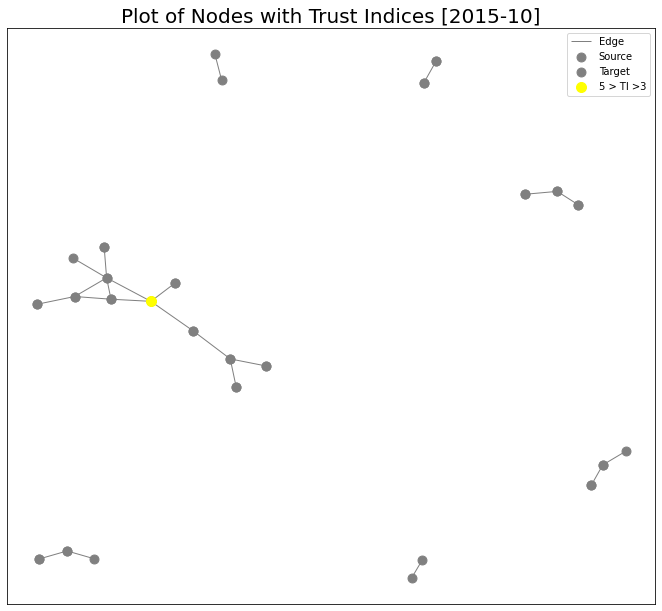 Plot of Nodes with Trust Indices [2015-10]
Edge
Source
Target
5 > TI >3